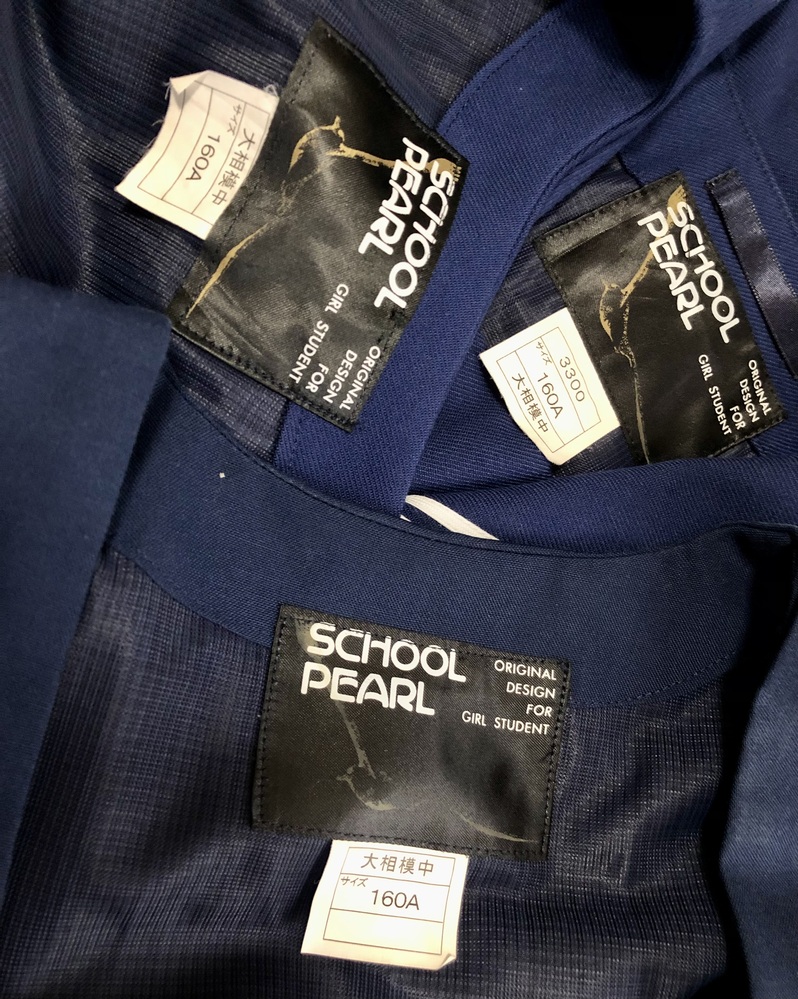 大相模中
サイズ
160A
SCHOOL
PEARL
ORIGINAL
DESIGN
FOR
GIRL STUDENT
SCHOOL
PEARL
ORIGINAL
DESIGN
FOR
GIRL STUDENT
3300
サイズ
160A
大相模中
SCHOOL
PEARL
ORIGINAL
DESIGN
FOR
GIRL STUDENT
大相模中
サイズ
160A